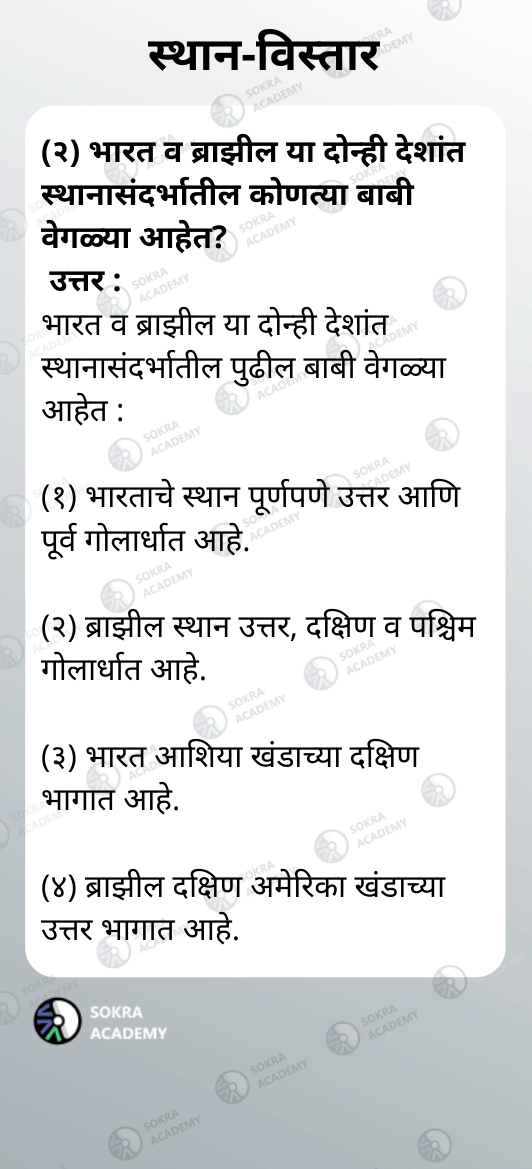 स्थान-विस्तार
(२) भारत व ब्राझील या दोन्ही देशांत
स्थानासंदर्भातील कोणत्या बाबी
वेगळ्या आहेत?
उत्तर :
भारत व ब्राझील या दोन्ही देशांत
स्थानासंदर्भातील पुढील बाबी वेगळ्या
आहेत :
(१) भारताचे स्थान पूर्णपणे उत्तर आणि
पूर्व गोलार्धात आहे.
(२) ब्राझील स्थान उत्तर, दक्षिण व पश्चिम
गोलार्धात आहे.
(३) भारत आशिया खंडाच्या दक्षिण
भागात आहे.
(४) ब्राझील दक्षिण अमेरिका खंडाच्या
उत्तर भागात आहे.
SOKRA
ACADEMY